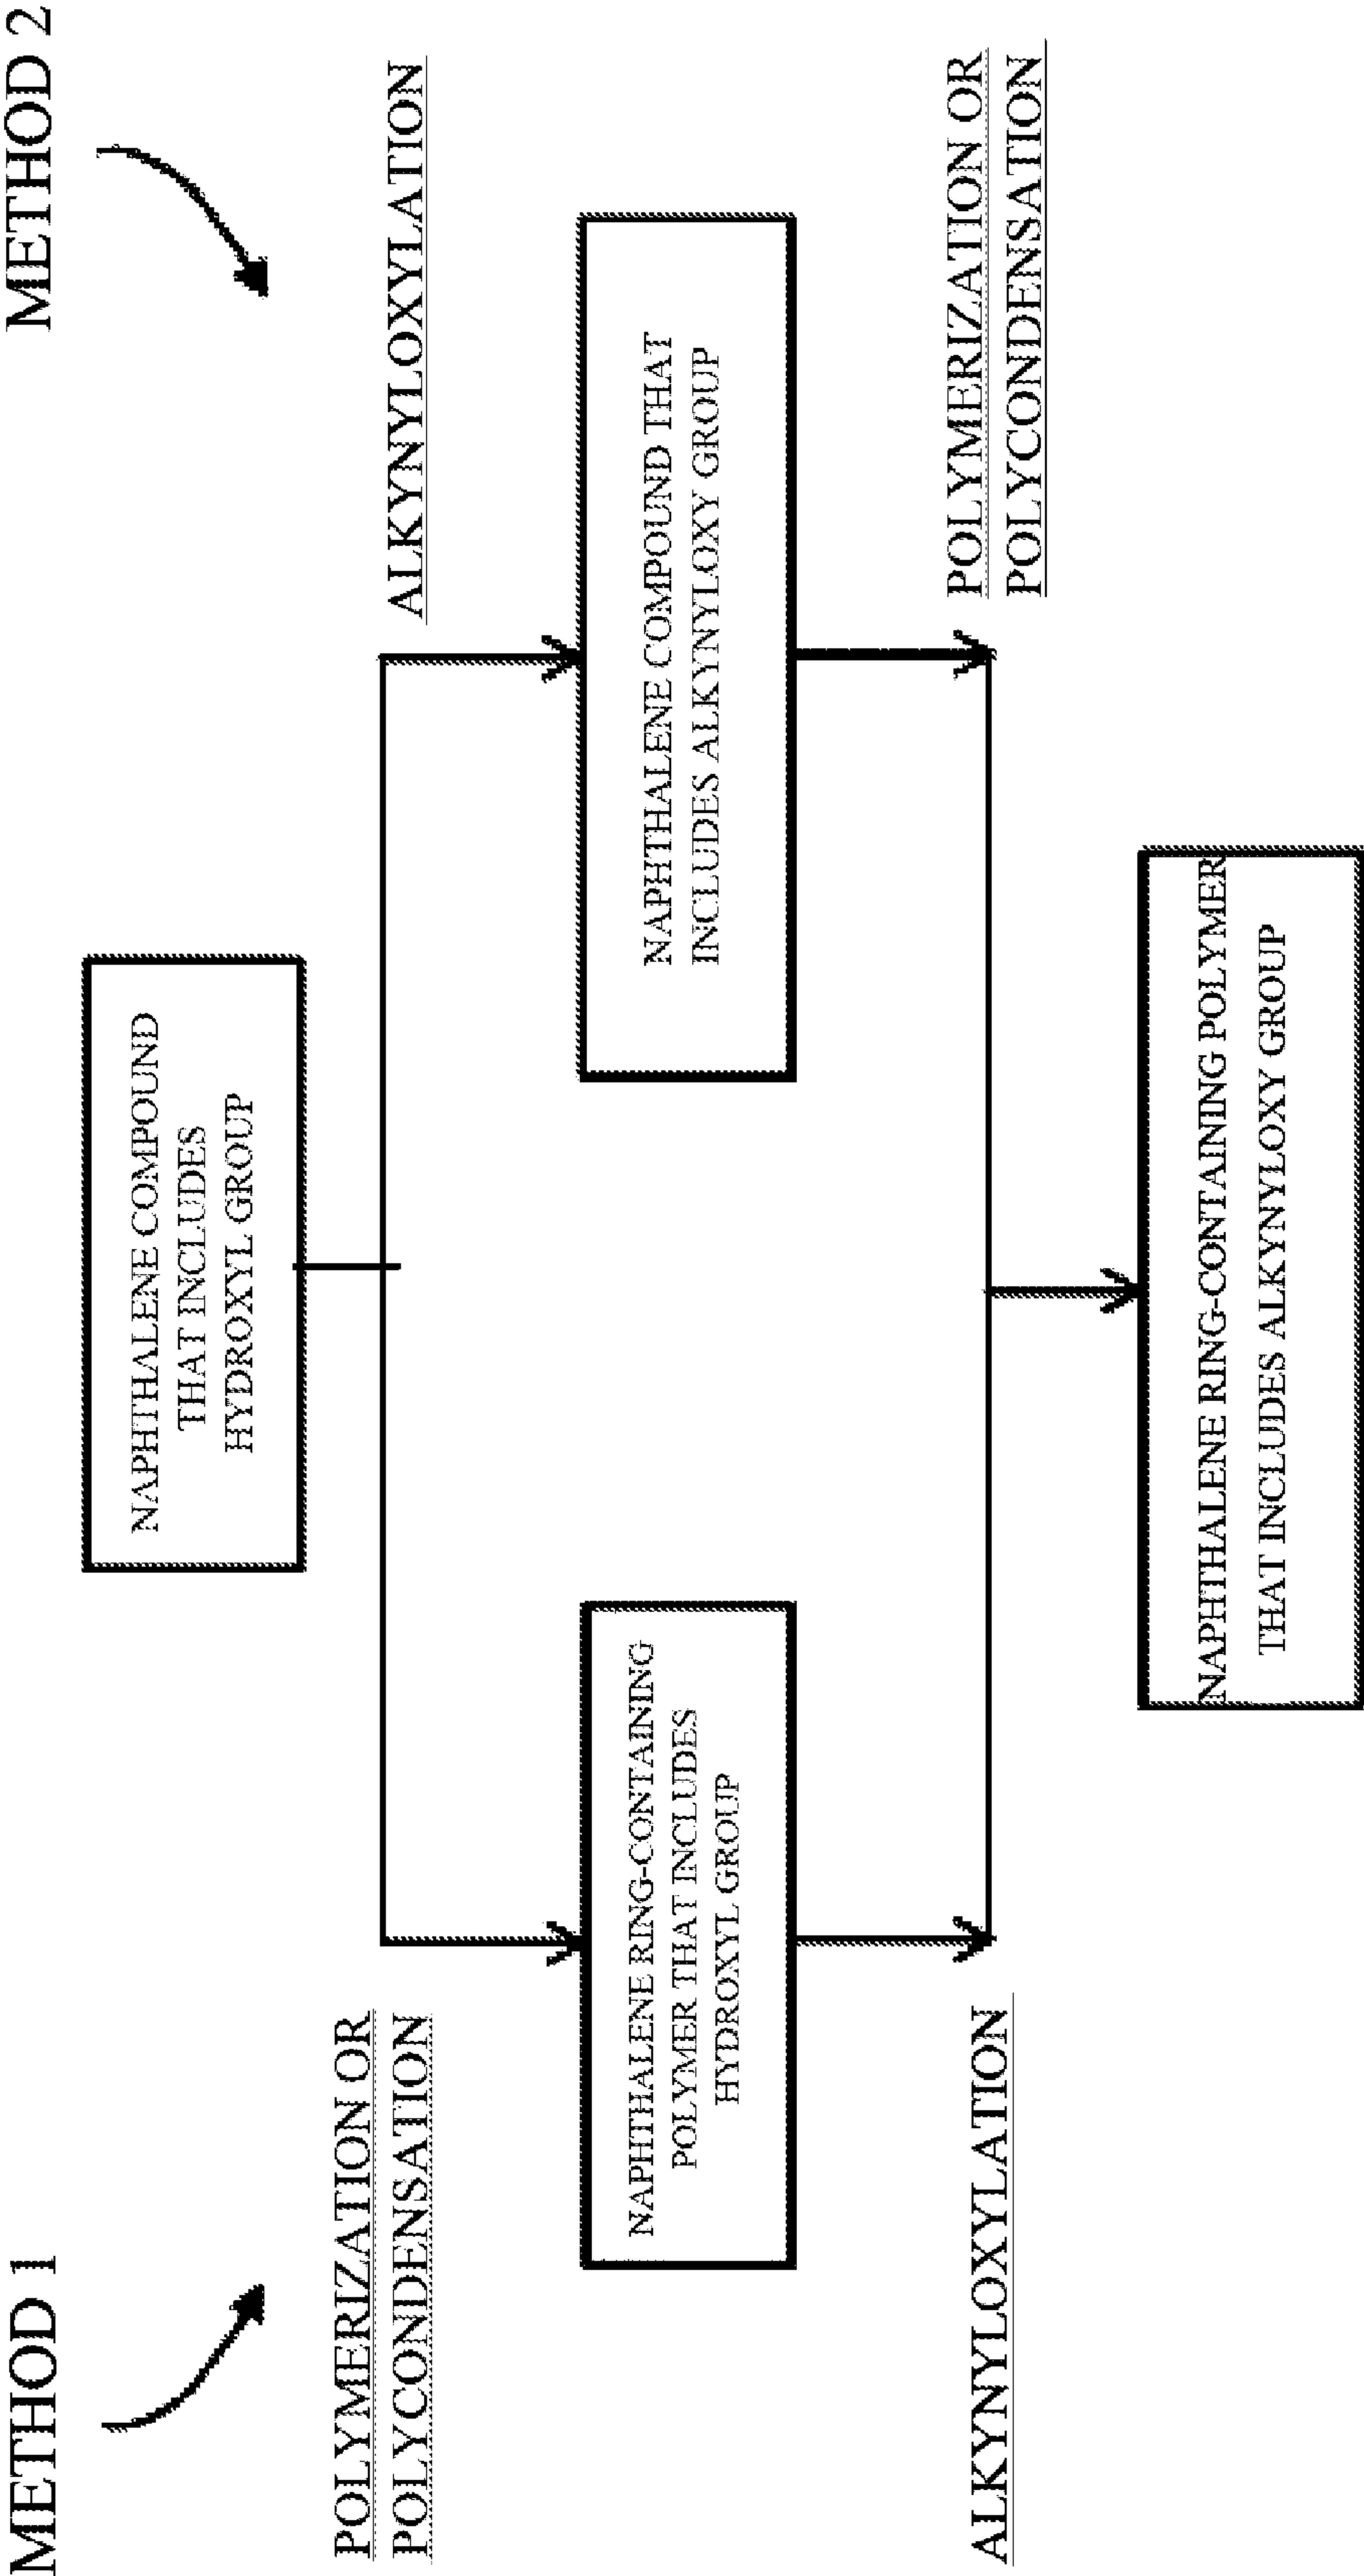 METHOD 1
METHOD 2
NAPHTHALENE COMPOUND
THAT INCLUDES
HYDROXYL GROUP
POLYMERIZATION OR
POLYCONDENSATION
ALKYNYLOXYLATION
NAPHTHALENE RING-CONTAINING
POLYMER THAT INCLUDES
HYDROXYL GROUP
NAPHTHALENE COMPOUND THAT
INCLUDES ALKYNYLOXY GROUP
ALKYNYLOXYLATION
POLYMERIZATION OR
POLYCONDENSATION
NAPHTHALENE RING-CONTAINING POLYMER
THAT INCLUDES ALKYNYLOXY GROUP